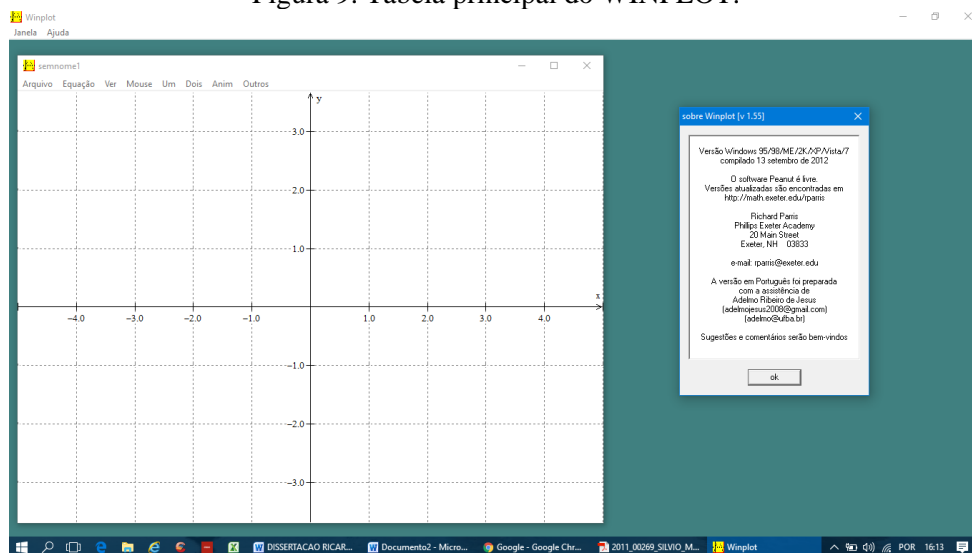 Figura 9: Tabela principal do WINPLOT.
Winplot
Janela Ajuda
semnome1
Arquivo Equação Ver Mouse Um Dois Anim Outros
y
3.0
2.0
1.0
x
-4.0 -3.0 -2.0 -1.0 1.0 2.0 3.0 4.0
-1.0
-2.0
-3.0
sobre Winplot [v 1.55]
Versão Windows 95/98/ME/2K/XP/Vista/7
compilado 13 setembro de 2012
O software Peanut é livre.
Versões atualizadas são encontradas em
http://math.exeter.edu/rparris
Richard Parris
Phillips Exeter Academy
20 Main Street
Exeter, NH 03833
e-mail: rparris@exeter.edu
A versão em Português foi preparada
com a assistência de
Adelmo Ribeiro de Jesus
(adelmojesus2008@gmail.com)
(adelmo@ufba.br)
Sugestões e comentários serão bem-vindos
ok
DISSERTACAO RICAR... Documento2 - Micro... Google - Google Chr... 2011_00269_SILVIO_M... Winplot POR 16:13